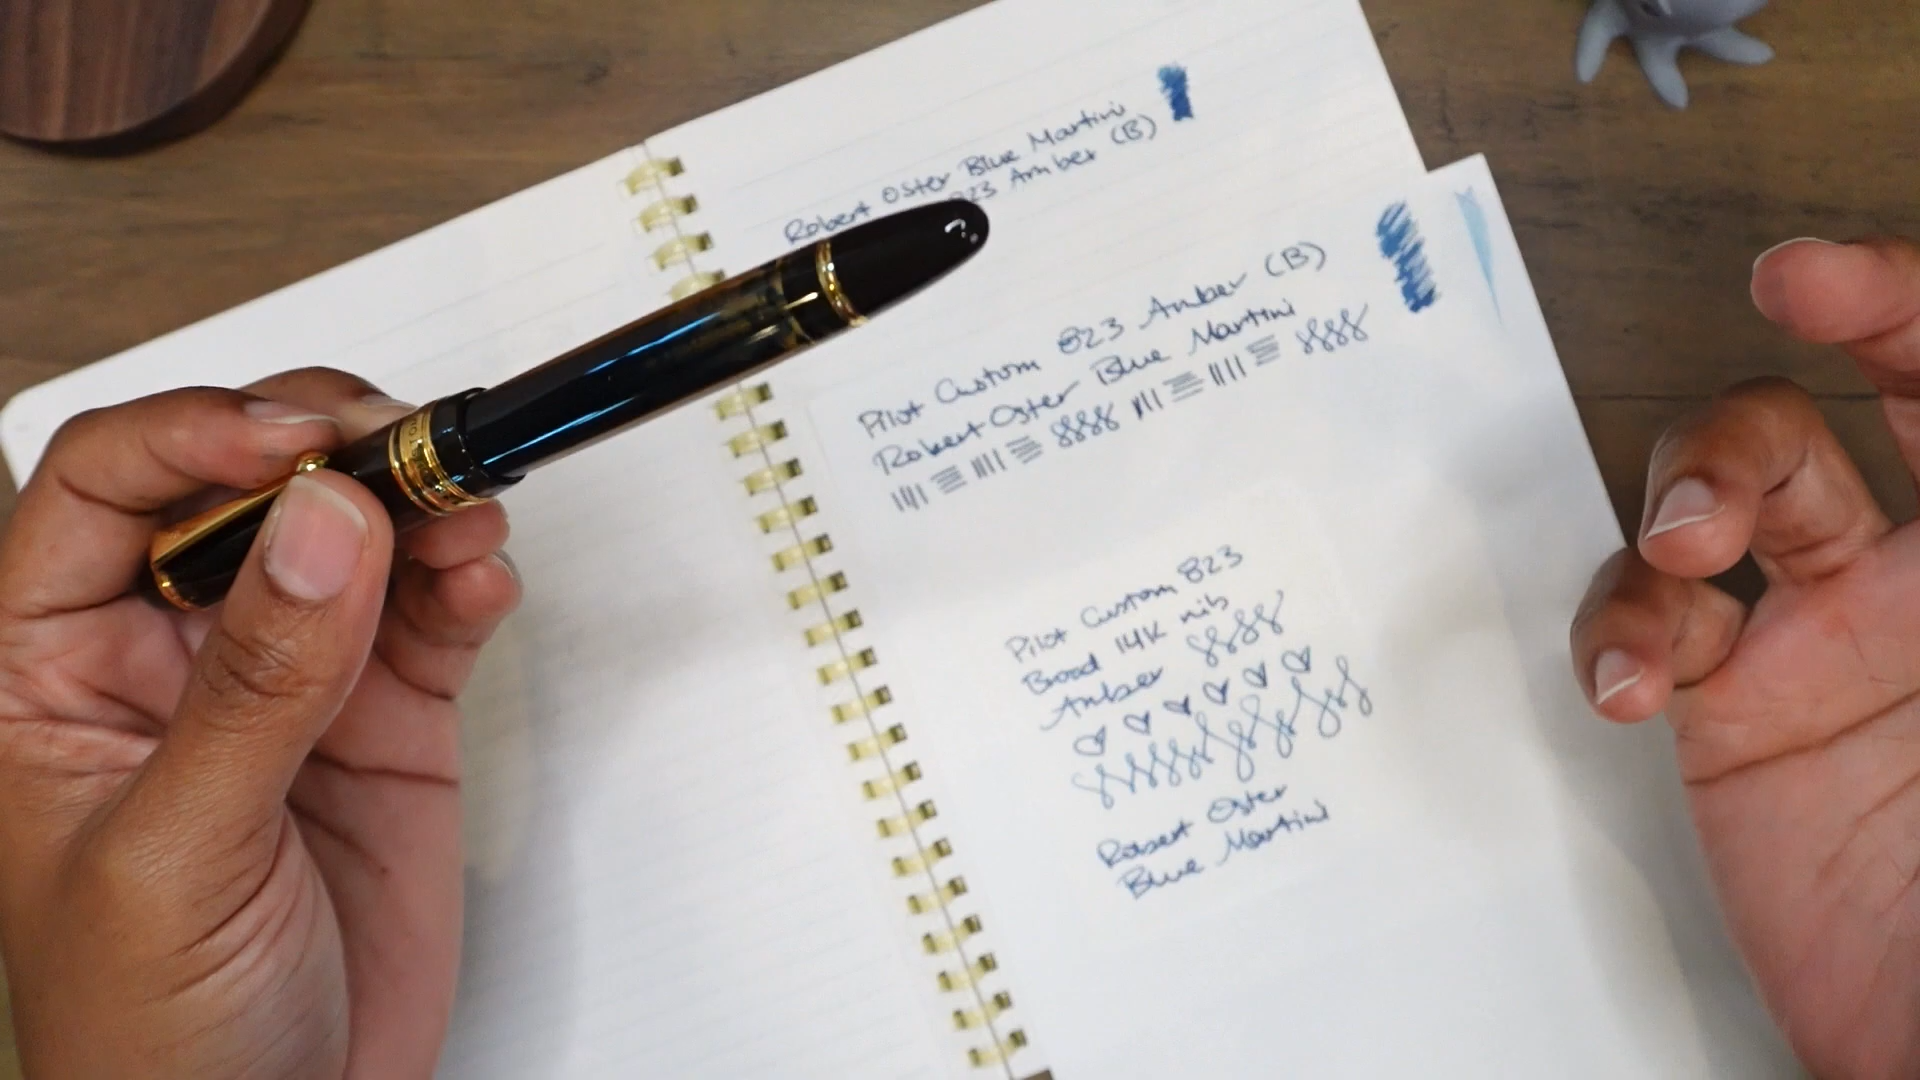 Robert Oster Blue Martini
823 Amber (B)
Pilot Custom 823 Amber (B)
Robert Oster Blue Martini
Pilot Custom 823
Broad 14K nib
Amber
Robert Oster
Blue Martini